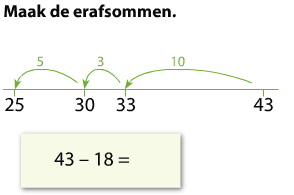 Maak de erafsommen.
5 3 10
25 30 33 43
43 – 18 =